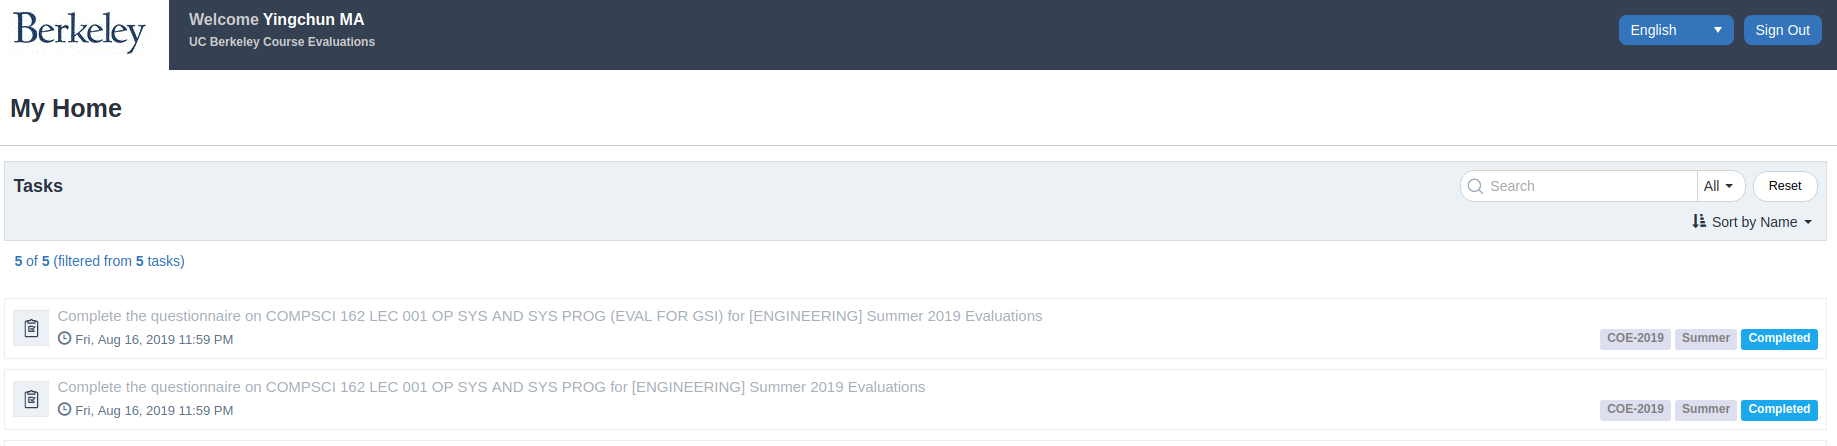 Berkeley
Welcome Yingchun MA
UC Berkeley Course Evaluations
English
Sign Out
My Home
Tasks
Search
All
Reset
Sort by Name
5 of 5 (filtered from 5 tasks)
Complete the questionnaire on COMPSCI 162 LEC 001 OP SYS AND SYS PROG (EVAL FOR GSI) for [ENGINEERING] Summer 2019 Evaluations
Fri, Aug 16, 2019 11:59 PM
COE-2019
Summer
Completed
Complete the questionnaire on COMPSCI 162 LEC 001 OP SYS AND SYS PROG for [ENGINEERING] Summer 2019 Evaluations
Fri, Aug 16, 2019 11:59 PM
COE-2019
Summer
Completed